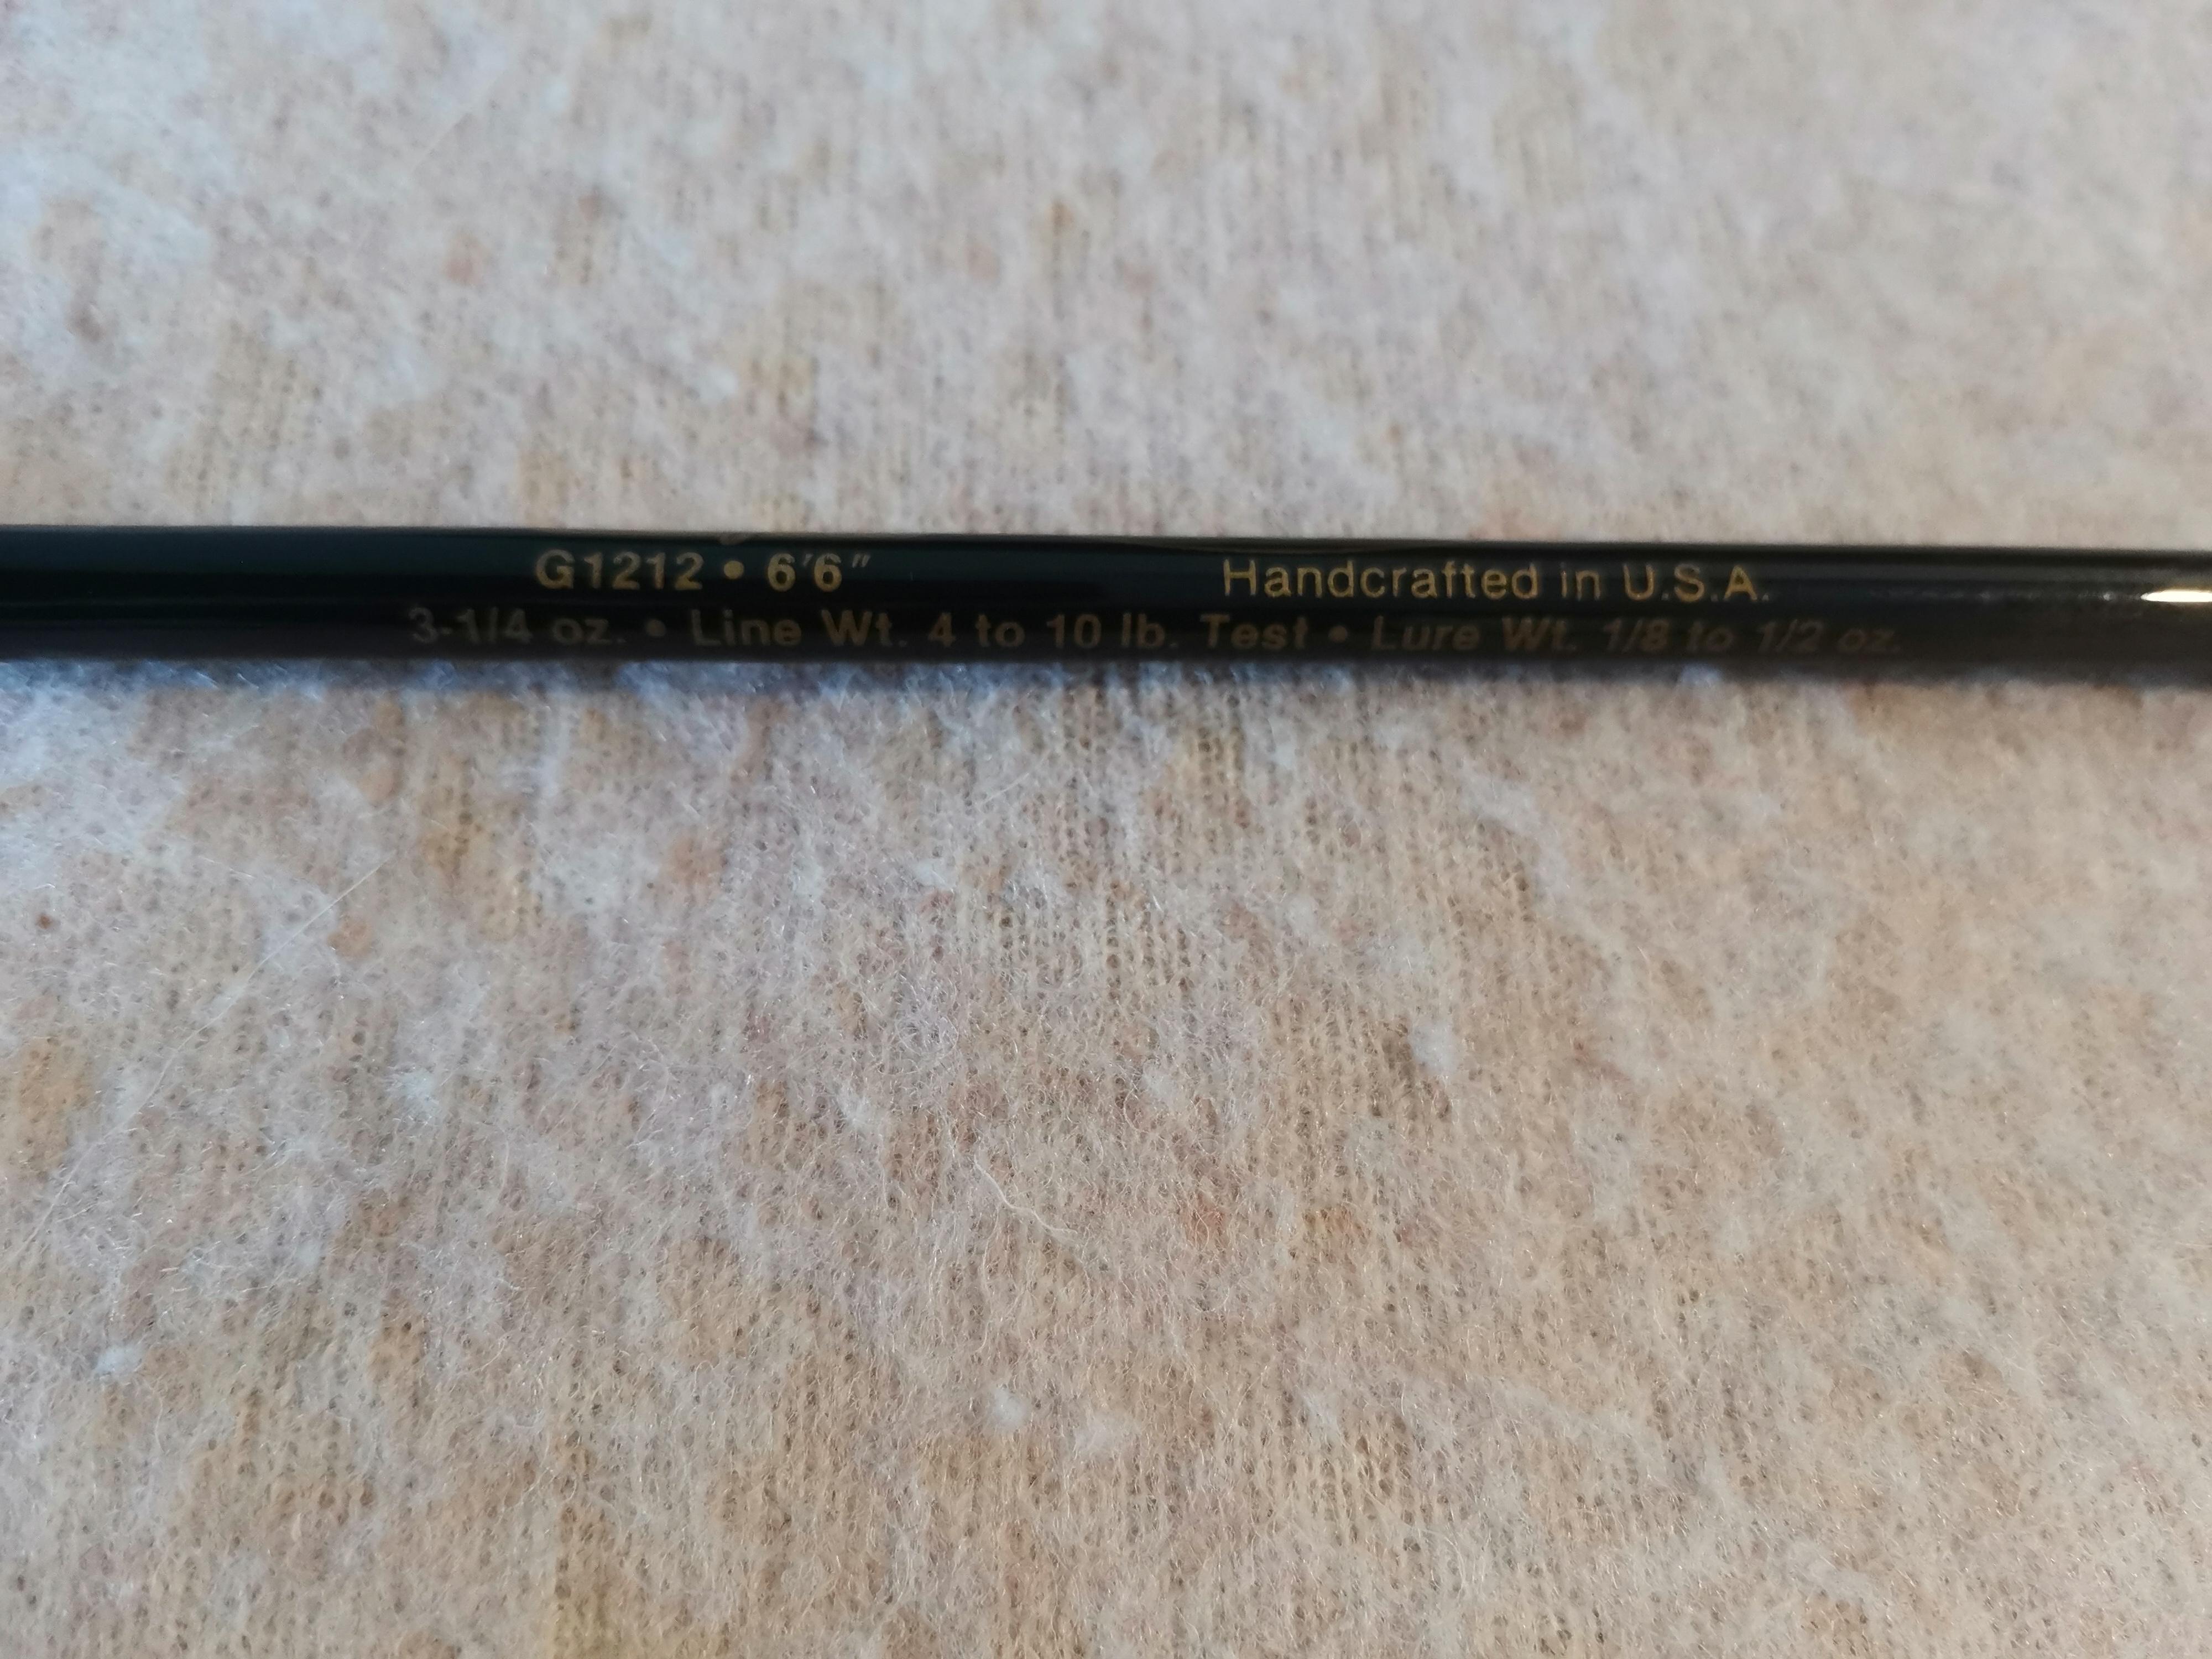 G1212 • 6'6" Handcrafted in U.S.A.
3-1/4 oz. • Line Wt. 4 to 10 lb. Test • Lure Wt. 1/8 to 1/2 oz.